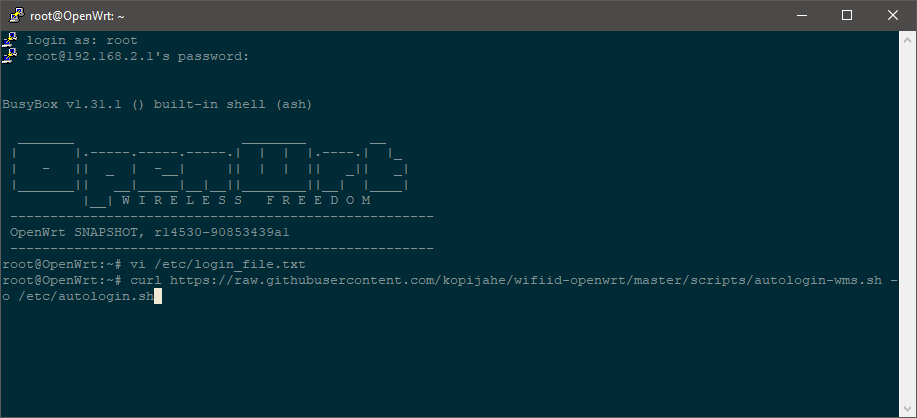 root@OpenWrt: ~
login as: root
root@192.168.2.1's password:
BusyBox v1.31.1 () built-in shell (ash)
OpenWrt
W I R E L E S S   F R E E D O M
OpenWrt SNAPSHOT, r14530-90853439a1
root@OpenWrt:~# vi /etc/login_file.txt
root@OpenWrt:~# curl https://raw.githubusercontent.com/kopijahe/wifiid-openwrt/master/scripts/autologin-wms.sh -
o /etc/autologin.sh